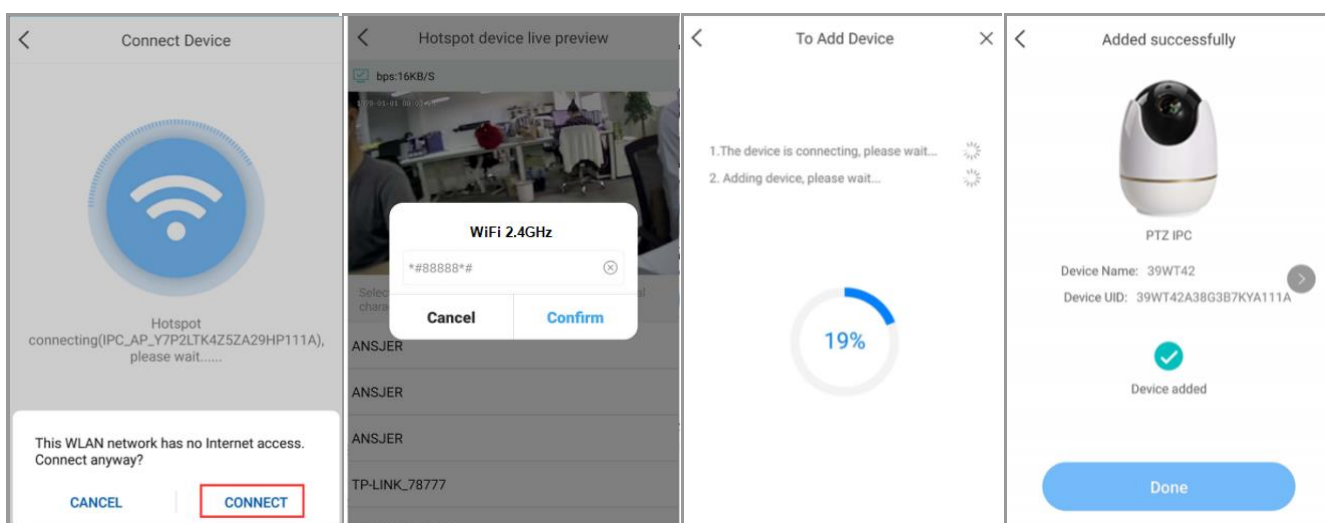 Connect Device
Hotspot
connecting(IPC_AP_Y7P2LTK4Z5ZA29HP111A),
please wait......
This WLAN network has no Internet access.
Connect anyway?
CANCEL
CONNECT
Hotspot device live preview
bps:16KB/S
WiFi 2.4GHz
*#88888*#
Cancel
Confirm
ANSJER
ANSJER
ANSJER
TP-LINK_78777
To Add Device
1.The device is connecting, please wait...
2. Adding device, please wait...
19%
Added successfully
PTZ IPC
Device Name: 39WT42
Device UID: 39WT42A38G3B7KYA111A
Device added
Done